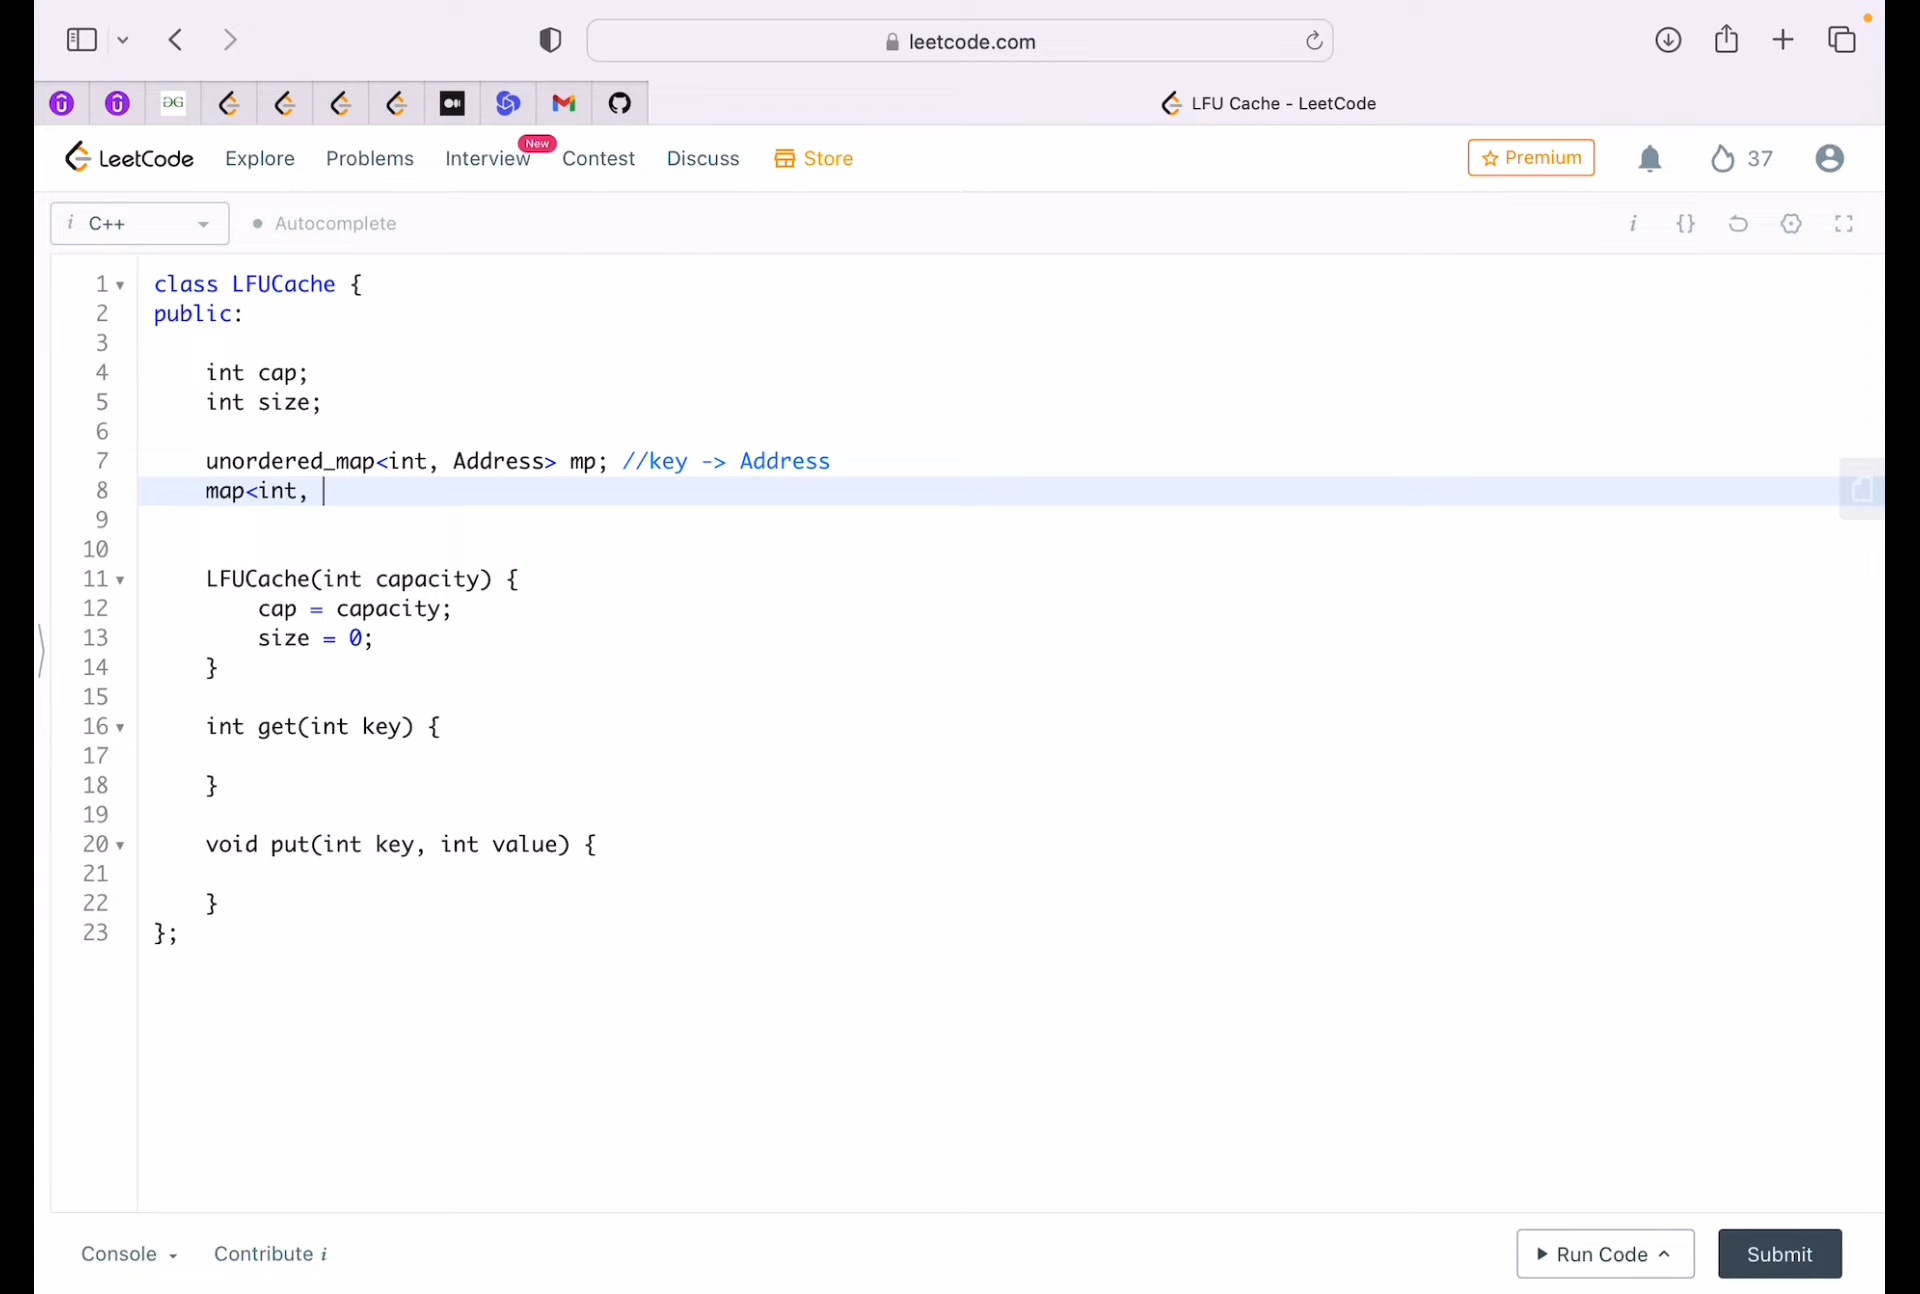 leetcode.com
LFU Cache - LeetCode
LeetCode Explore Problems Interview New Contest Discuss Store Premium 37
i C++ Autocomplete i {}
1 class LFUCache {
2 public:
3
4 int cap;
5 int size;
6
7 unordered_map<int, Address> mp; //key -> Address
8 map<int,
9
10
11 LFUCache(int capacity) {
12 cap = capacity;
13 size = 0;
14 }
15
16 int get(int key) {
17
18 }
19
20 void put(int key, int value) {
21
22 }
23 };
Console Contribute i Run Code Submit